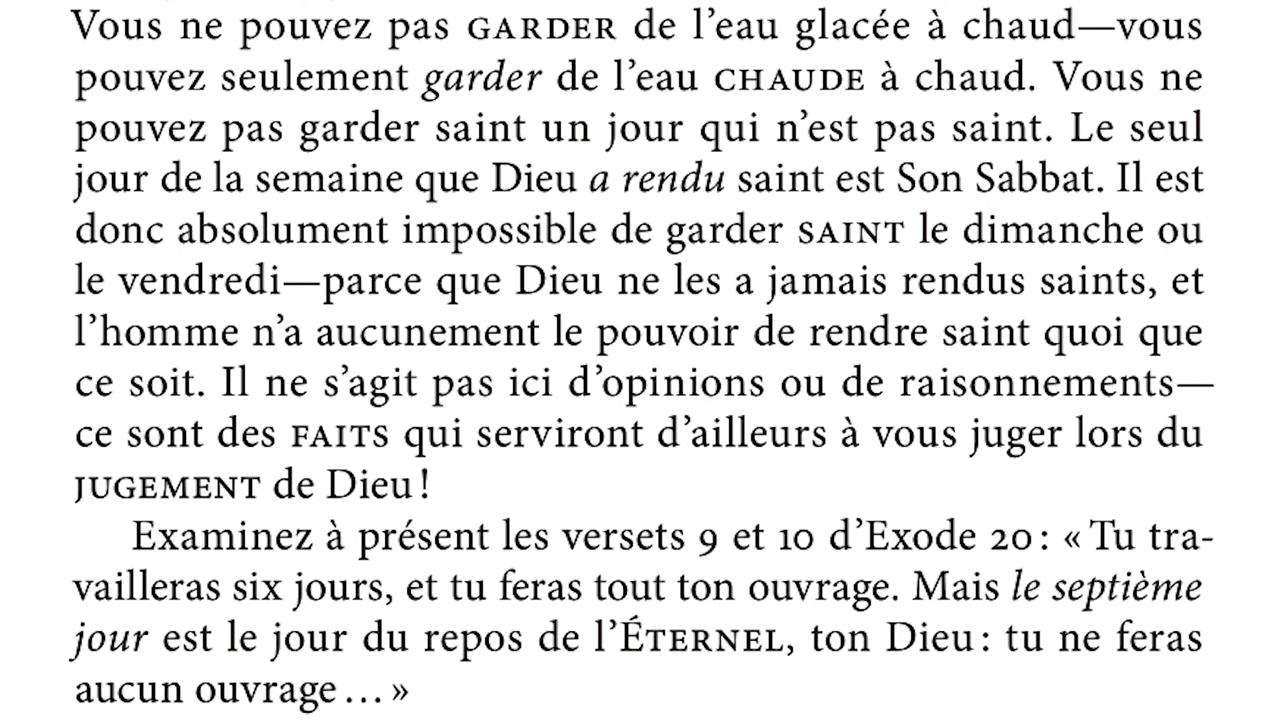 Vous ne pouvez pas GARDER de l’eau glacée à chaud—vous
pouvez seulement garder de l’eau CHAUDE à chaud. Vous ne
pouvez pas garder saint un jour qui n’est pas saint. Le seul
jour de la semaine que Dieu a rendu saint est Son Sabbat. Il est
donc absolument impossible de garder SAINT le dimanche ou
le vendredi—parce que Dieu ne les a jamais rendus saints, et
l’homme n’a aucunement le pouvoir de rendre saint quoi que
ce soit. Il ne s’agit pas ici d’opinions ou de raisonnements—
ce sont des FAITS qui serviront d’ailleurs à vous juger lors du
JUGEMENT de Dieu !
Examinez à présent les versets 9 et 10 d’Exode 20 : « Tu tra-
vailleras six jours, et tu feras tout ton ouvrage. Mais le septième
jour est le jour du repos de l’ÉTERNEL, ton Dieu : tu ne feras
aucun ouvrage … »